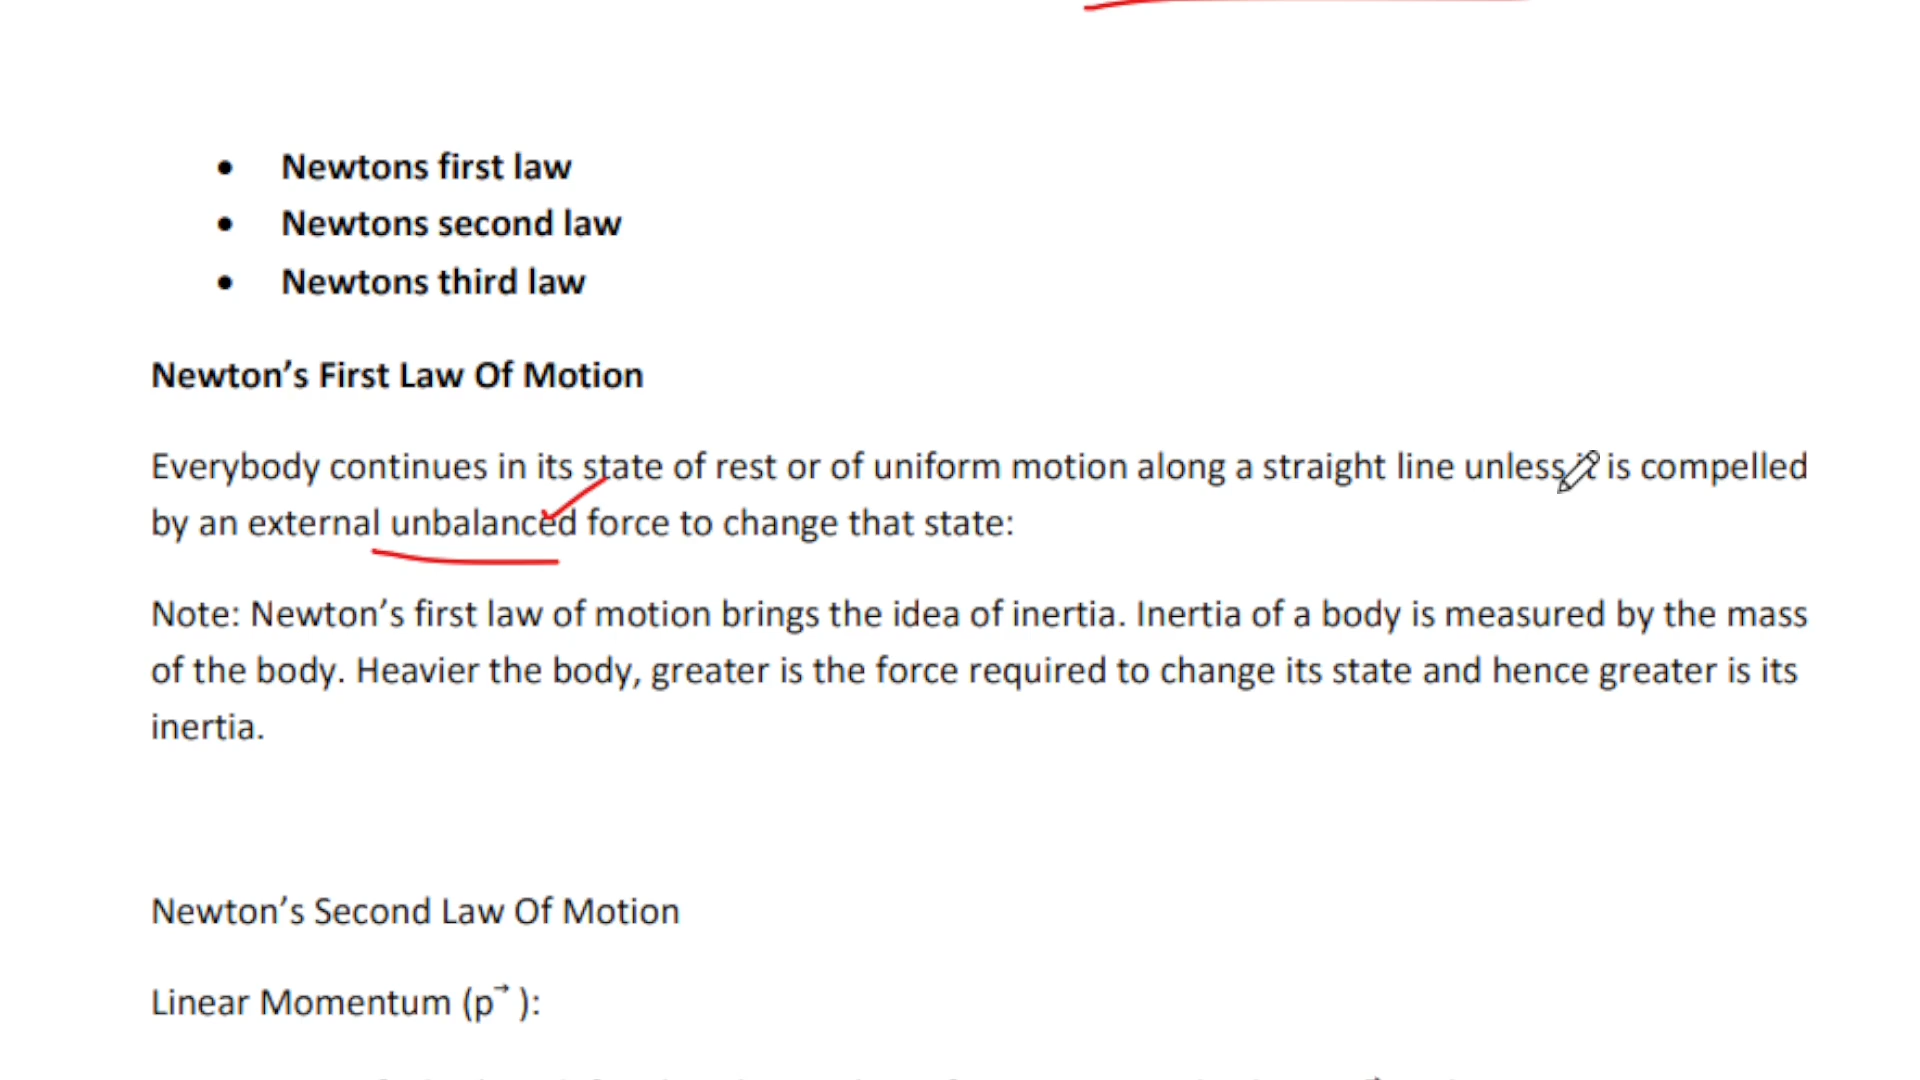 • Newtons first law
• Newtons second law
• Newtons third law
Newton’s First Law Of Motion
Everybody continues in its state of rest or of uniform motion along a straight line unless it is compelled
by an external unbalanced force to change that state:
Note: Newton’s first law of motion brings the idea of inertia. Inertia of a body is measured by the mass
of the body. Heavier the body, greater is the force required to change its state and hence greater is its
inertia.
Newton’s Second Law Of Motion
Linear Momentum (p⃗ ):